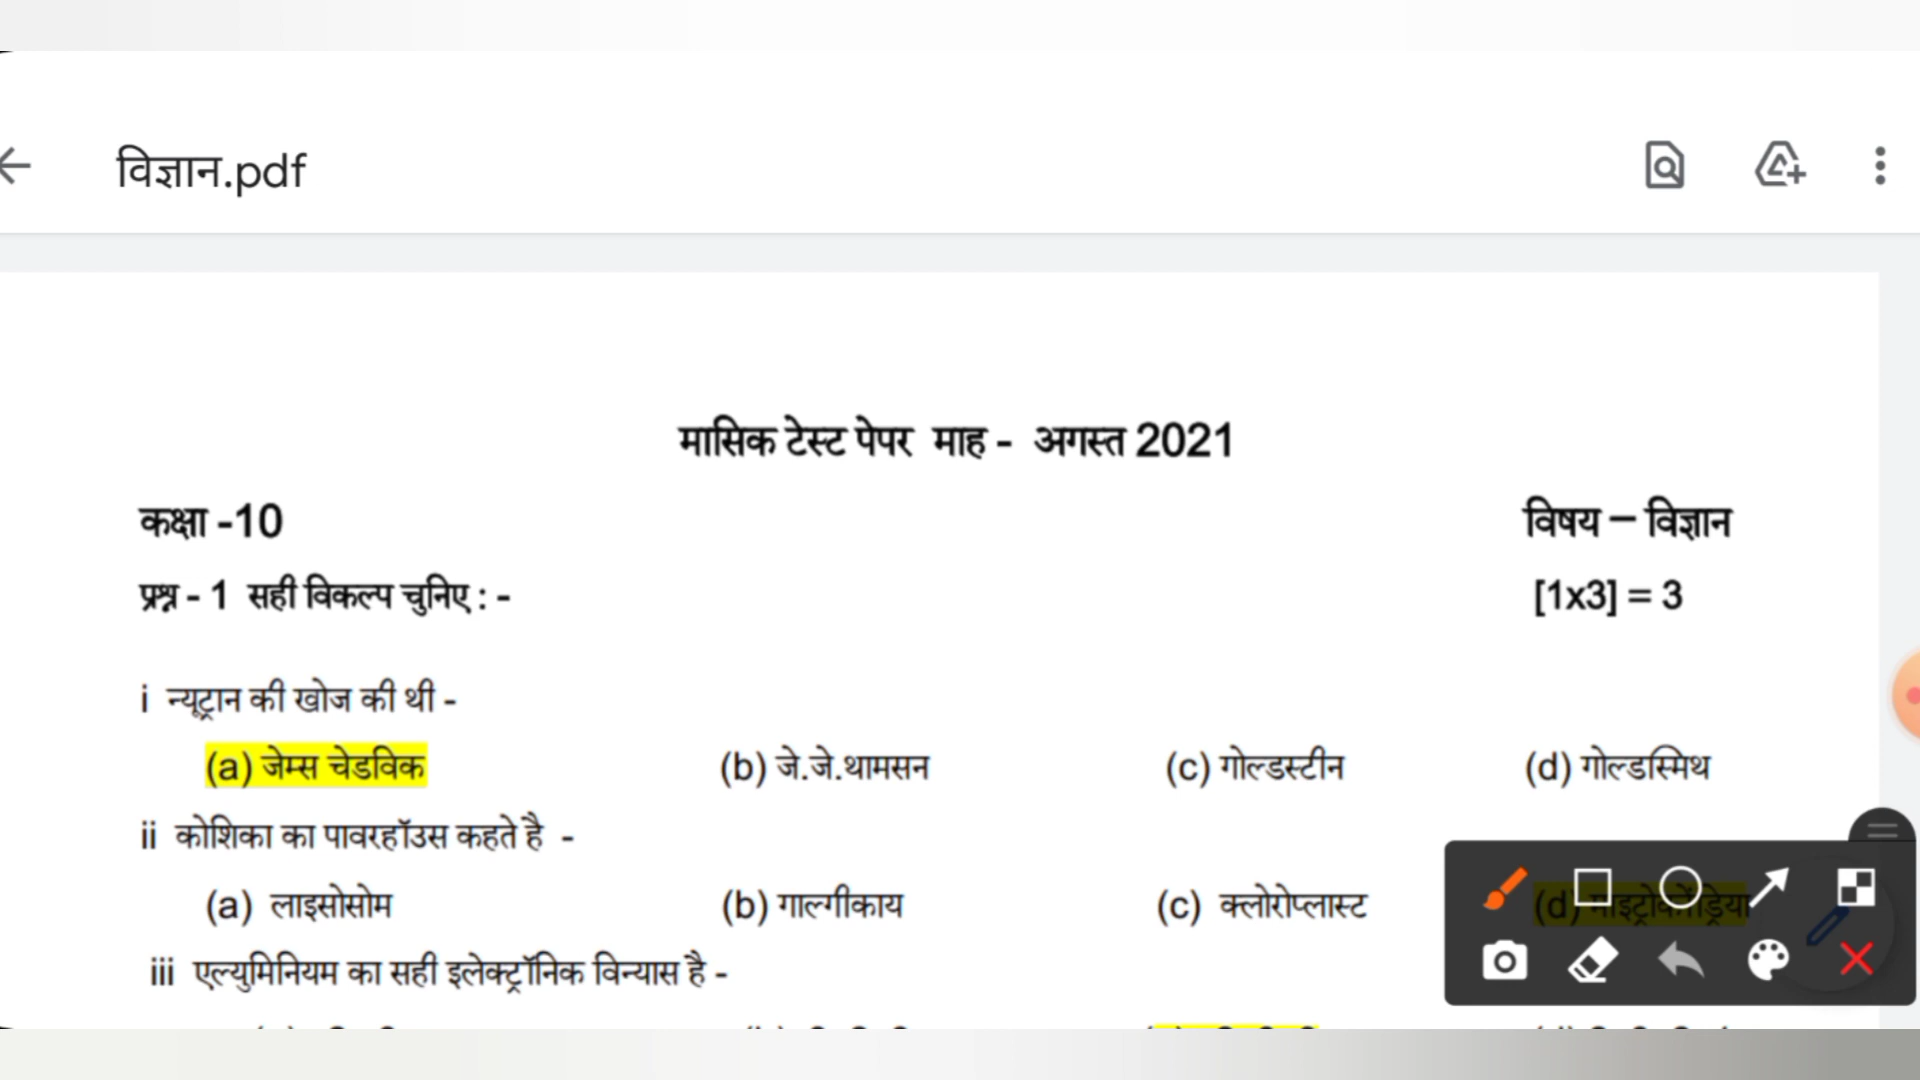 विज्ञान.pdf
मासिक टेस्ट पेपर माह - अगस्त 2021
कक्षा -10 विषय – विज्ञान
प्रश्न - 1 सही विकल्प चुनिए : - [1x3] = 3
i न्यूट्रान की खोज की थी -
(a) जेम्स चेडविक (b) जे.जे.थामसन (c) गोल्डस्टीन (d) गोल्डस्मिथ
ii कोशिका का पावरहॉउस कहते है -
(a) लाइसोसोम (b) गाल्गीकाय (c) क्लोरोप्लास्ट (d)
iii एल्युमिनियम का सही इलेक्ट्रॉनिक विन्यास है -